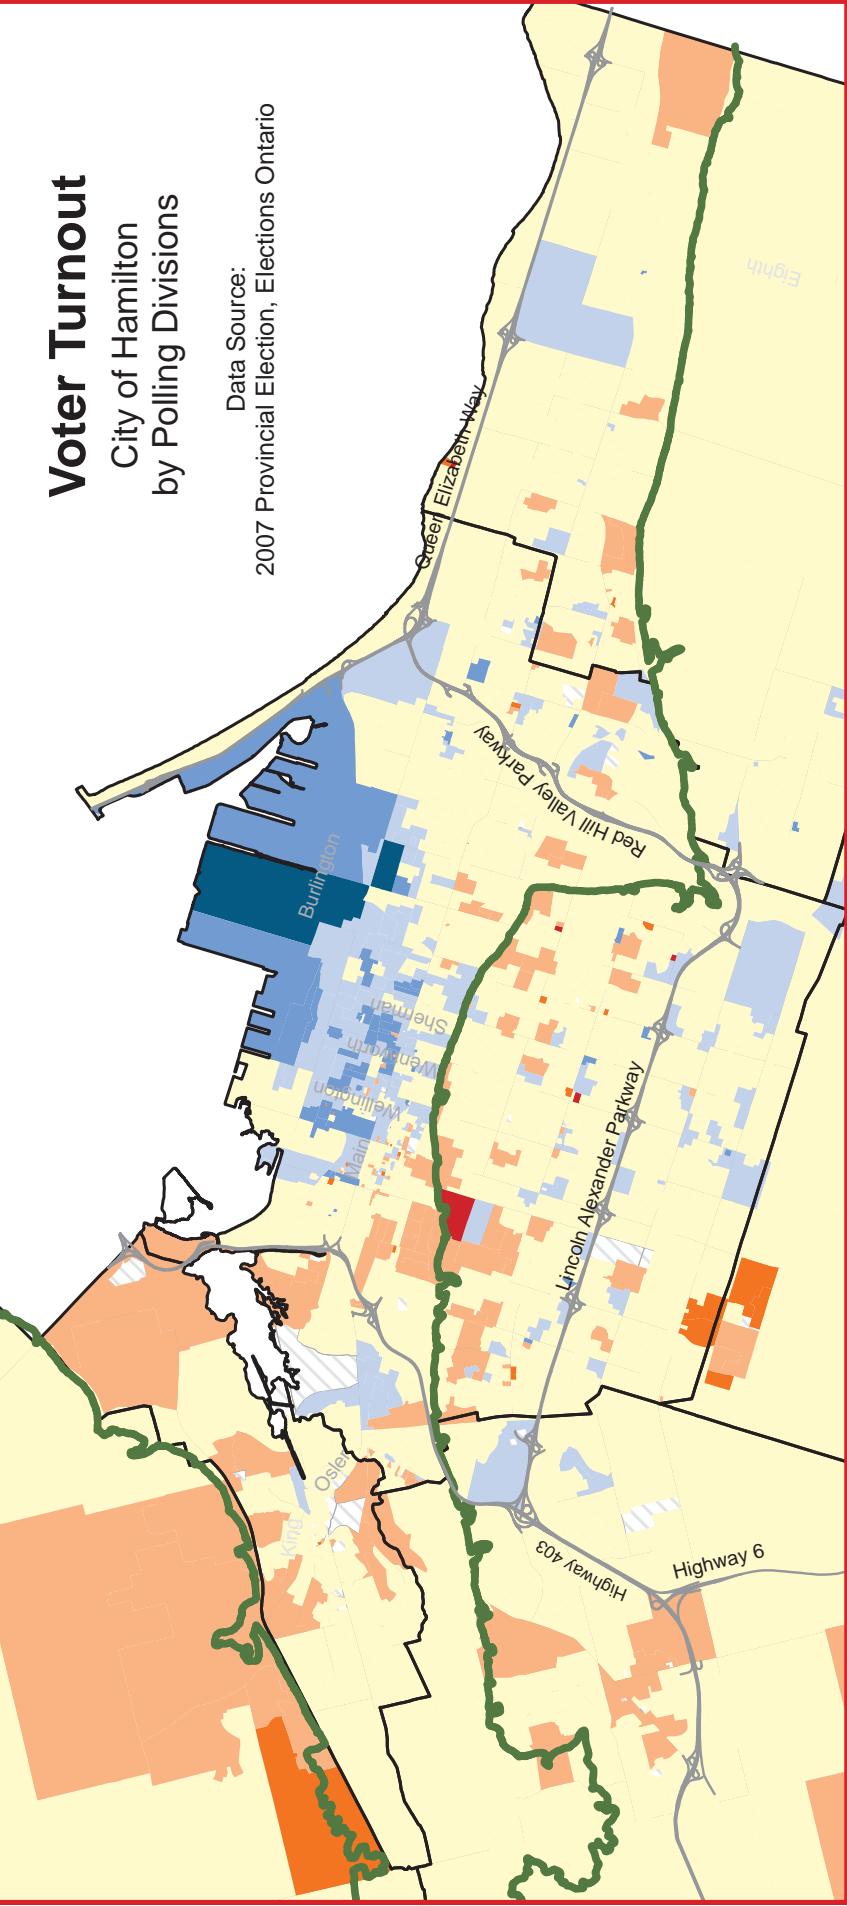 Voter Turnout
City of Hamilton
by Polling Divisions
Data Source:
2007 Provincial Election, Elections Ontario
Eighth
Queen Elizabeth Way
Red Hill Valley Parkway
Burlington
Sherman
Wentworth
Wellington
Main
Lincoln Alexander Parkway
Osler
King
Highway 403
Highway 6